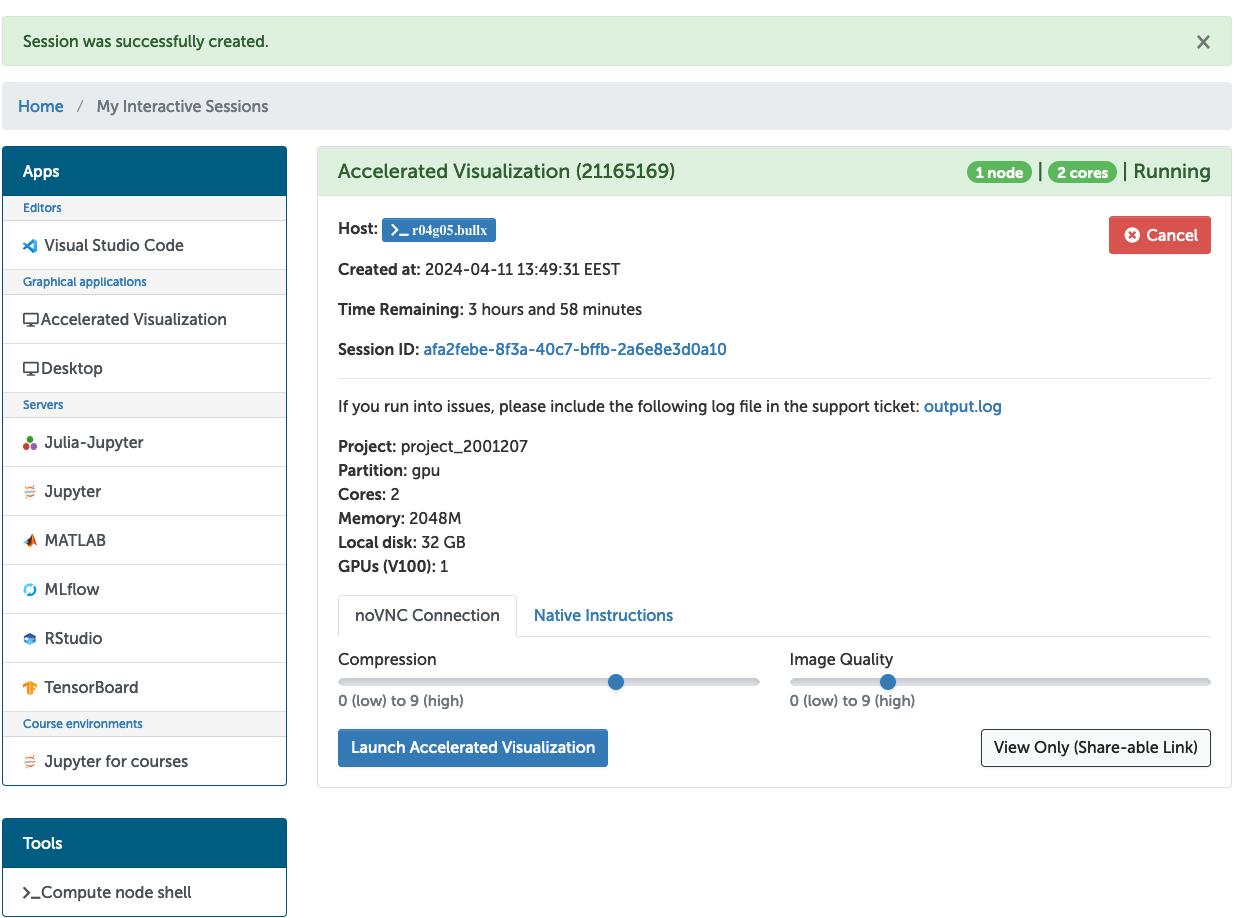 Session was successfully created.
Home / My Interactive Sessions
Apps
Editors
Visual Studio Code
Graphical applications
Accelerated Visualization
Desktop
Servers
Julia-Jupyter
Jupyter
MATLAB
MLflow
RStudio
TensorBoard
Course environments
Jupyter for courses
Tools
Compute node shell
Accelerated Visualization (21165169)
1 node | 2 cores | Running
Host: r04g05.bullx
Cancel
Created at: 2024-04-11 13:49:31 EEST
Time Remaining: 3 hours and 58 minutes
Session ID: afa2febe-8f3a-40c7-bffb-2a6e8e3d0a10
If you run into issues, please include the following log file in the support ticket: output.log
Project: project_2001207
Partition: gpu
Cores: 2
Memory: 2048M
Local disk: 32 GB
GPUs (V100): 1
noVNC Connection
Native Instructions
Compression
0 (low) to 9 (high)
Image Quality
0 (low) to 9 (high)
Launch Accelerated Visualization
View Only (Share-able Link)